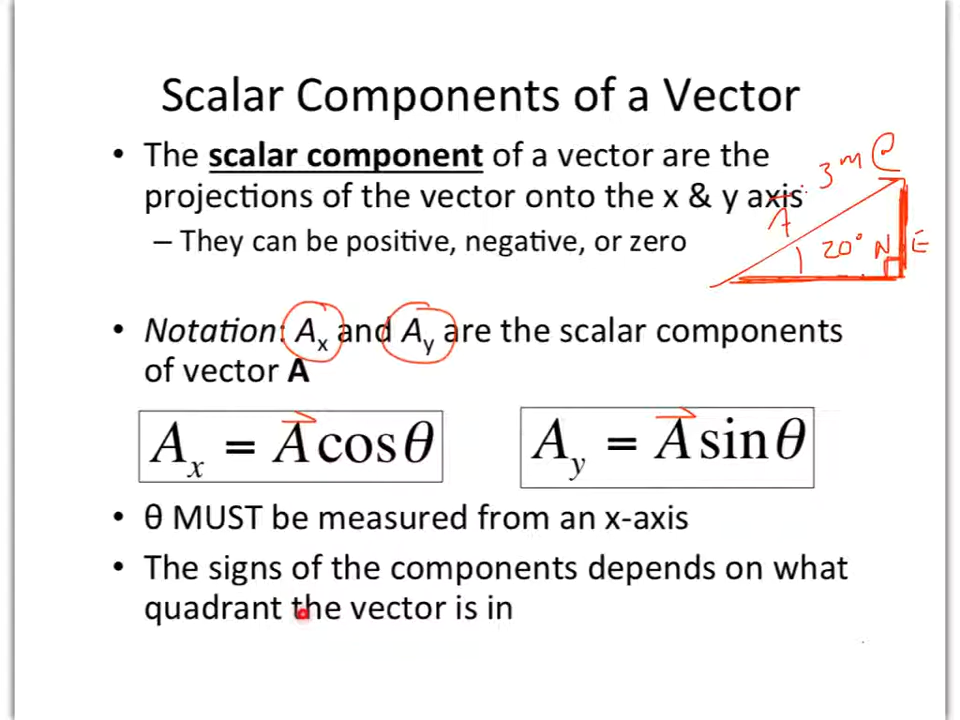 Scalar Components of a Vector
• The scalar component of a vector are the
projections of the vector onto the x & y axis
– They can be positive, negative, or zero
3m @
A
20° N E
• Notation: Ax and Ay are the scalar components
of vector A
Ax = A cosθ
Ay = A sinθ
• θ MUST be measured from an x-axis
• The signs of the components depends on what
quadrant the vector is in